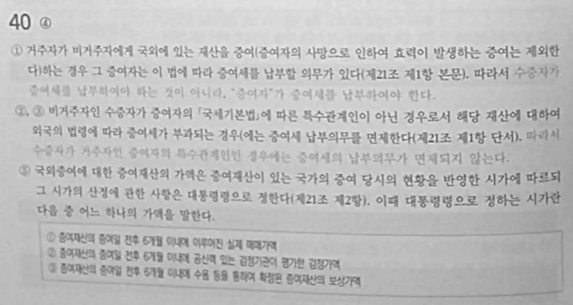 40 ④
① 거주자가 비거주자에게 국외에 있는 재산을 증여(증여자의 사망으로 인하여 효력이 발생하는 증여는 제외한
다)하는 경우 그 증여자는 이 법에 따라 증여세를 납부할 의무가 있다(제21조 제1항 본문). 따라서 수증자가
증여세를 납부하여야 하는 것이 아니라, "증여자"가 증여세를 납부하여야 한다.
②, ③ 비거주자인 수증자가 증여자의 「국세기본법」에 따른 특수관계인이 아닌 경우로서 해당 재산에 대하여
외국의 법령에 따라 증여세가 부과되는 경우(에는 증여세 납부의무를 면제한다(제21조 제1항 단서). 따라서
수증자가 거주자인 증여자의 특수관계인인 경우에는 증여세의 납부의무가 면제되지 않는다.
⑤ 국외증여에 대한 증여재산의 가액은 증여재산이 있는 국가의 증여 당시의 현황을 반영한 시가에 따르되
그 시가의 산정에 관한 사항은 대통령령으로 정한다(제21조 제2항). 이때 대통령령으로 정하는 시가란
다음 중 어느 하나의 가액을 말한다.
① 증여재산의 증여일 전후 6개월 이내에 이루어진 실제 매매가액
② 증여재산의 증여일 전후 6개월 이내에 공신력 있는 감정기관이 평가한 감정가액
③ 증여재산의 증여일 전후 6개월 이내에 수용 등을 통하여 확정된 증여재산의 보상가액